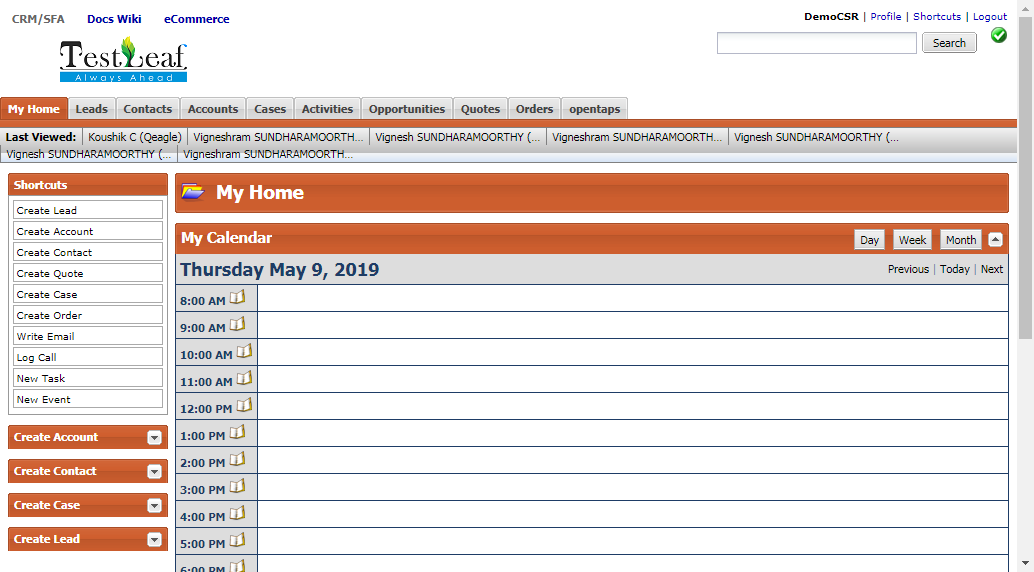 CRM/SFA Docs Wiki eCommerce
DemoCSR | Profile | Shortcuts | Logout
TestLeaf
Always Ahead
Search
My Home Leads Contacts Accounts Cases Activities Opportunities Quotes Orders opentaps
Last Viewed: Koushik C (Qeagle) Vigneshram SUNDHARAMOORTH... Vignesh SUNDHARAMOORTHY (... Vigneshram SUNDHARAMOORTH... Vignesh SUNDHARAMOORTHY (...
Vignesh SUNDHARAMOORTHY (... Vigneshram SUNDHARAMOORTH...
Shortcuts
Create Lead
Create Account
Create Contact
Create Quote
Create Case
Create Order
Write Email
Log Call
New Task
New Event
Create Account
Create Contact
Create Case
Create Lead
My Home
My Calendar Day Week Month
Thursday May 9, 2019 Previous | Today | Next
8:00 AM
9:00 AM
10:00 AM
11:00 AM
12:00 PM
1:00 PM
2:00 PM
3:00 PM
4:00 PM
5:00 PM
6:00 PM